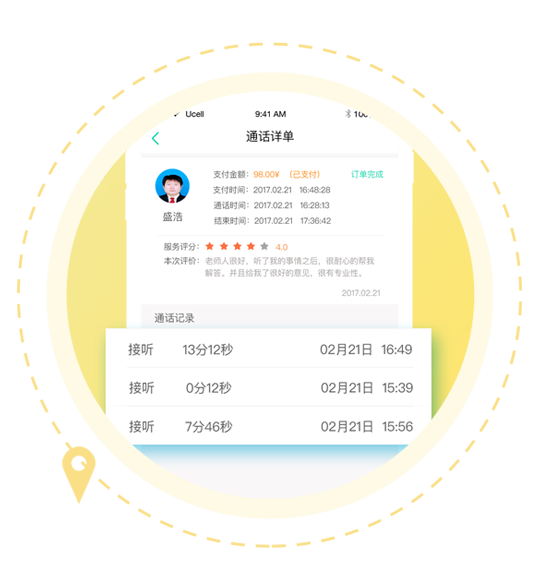 Ucell 9:41 AM
通话详单
支付金额：98.00¥ （已支付） 订单完成
支付时间：2017.02.21 16:48:28
通话时间：2017.02.21 16:28:13
结束时间：2017.02.21 17:36:42
盛浩
服务评分： 4.0
本次评价：老师人很好，听了我的事情之后，很耐心的帮我
解答。并且给我了很好的意见，很有专业性。
2017.02.21
通话记录
接听 13分12秒 02月21日 16:49
接听 0分12秒 02月21日 15:39
接听 7分46秒 02月21日 15:56